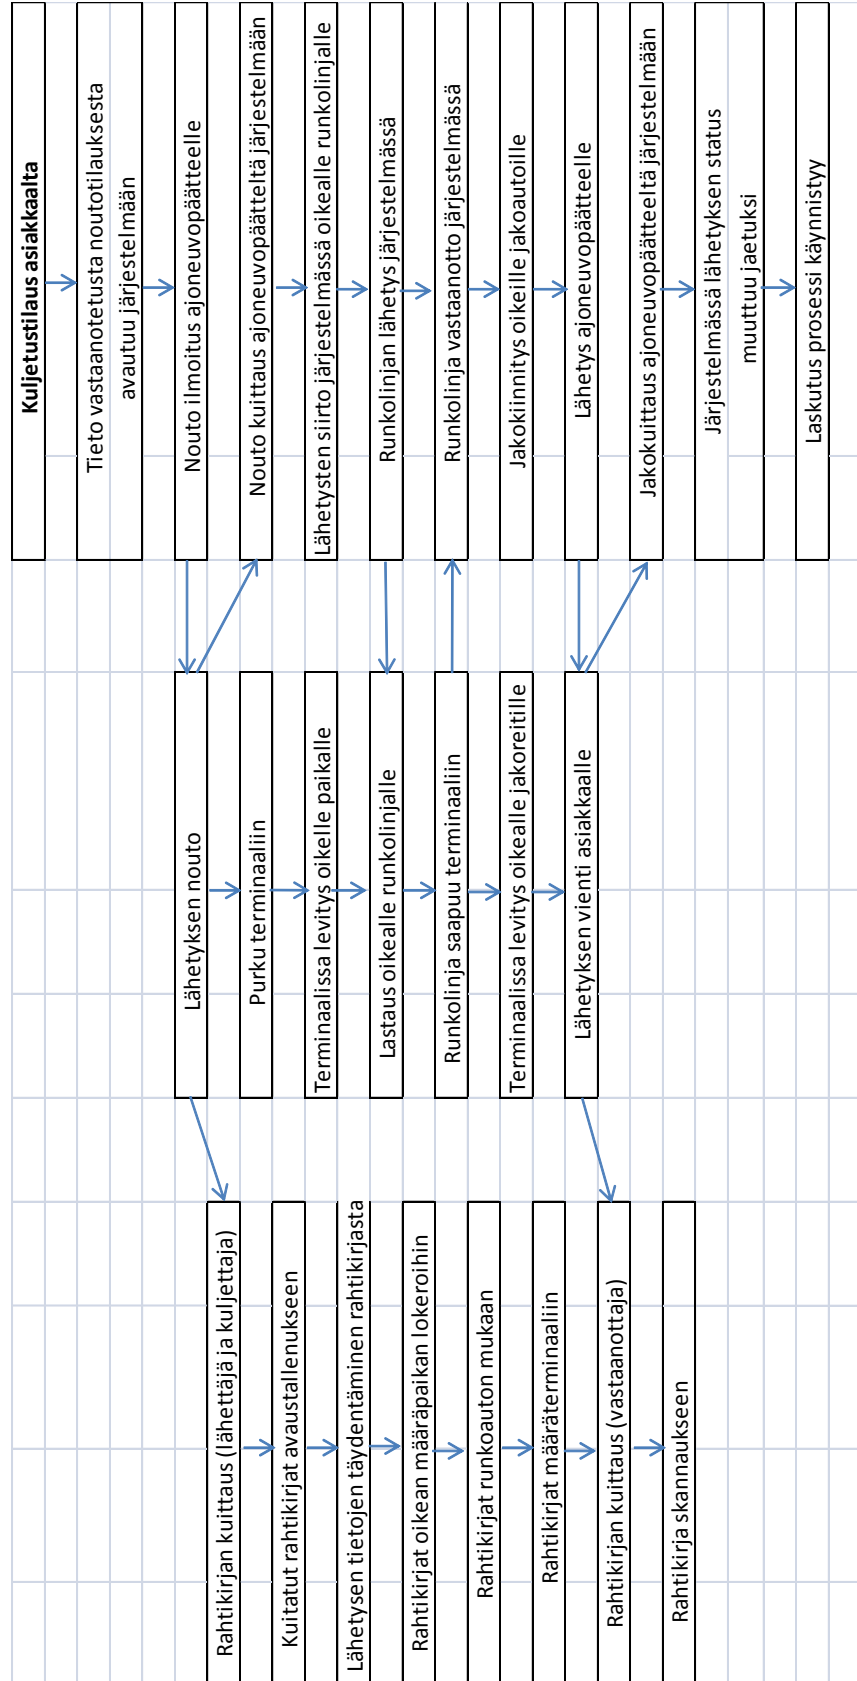 Kuljetustilaus asiakkaalta
Tieto vastaanotetusta noutotilauksesta
avautuu järjestelmään
Nouto ilmoitus ajoneuvopäätteelle
Nouto kuittaus ajoneuvopäätteltä järjestelmään
Lähetysten siirto järjestelmässä oikealle runkolinjalle
Runkolinjan lähetys järjestelmässä
Runkolinja vastaanotto järjestelmässä
Jakokiinnitys oikeille jakoautoille
Lähetys ajoneuvopäätteelle
Jakokuittaus ajoneuvopäätteeltä järjestelmään
Järjestelmässä lähetyksen status
muuttuu jaetuksi
Laskutus prosessi käynnistyy
Lähetyksen nouto
Purku terminaaliin
Terminaalissa levitys oikelle paikalle
Lastaus oikealle runkolinjalle
Runkolinja saapuu terminaaliin
Terminaalissa levitys oikealle jakoreitille
Lähetyksen vienti asiakkaalle
Rahtikirjan kuittaus (lähettäjä ja kuljettaja)
Kuitatut rahtikirjat avaustallenukseen
Lähetysen tietojen täydentäminen rahtikirjasta
Rahtikirjat oikean määräpaikan lokeroihin
Rahtikirjat runkoauton mukaan
Rahtikirjat määräterminaaliin
Rahtikirjan kuittaus (vastaanottaja)
Rahtikirja skannaukseen